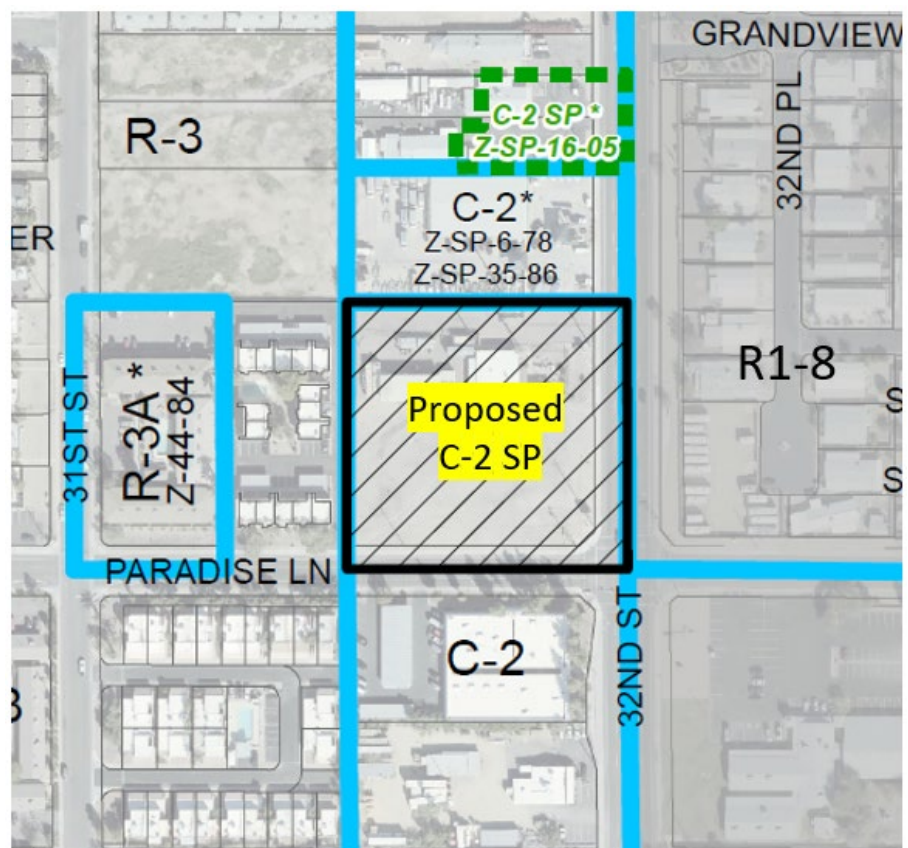 GRANDVIEW
32ND PL
R-3
C-2 SP *
Z-SP-16-05
C-2*
Z-SP-6-78
Z-SP-35-86
ER
31ST ST
R-3A *
Z-44-84
Proposed
C-2 SP
R1-8
S
S
PARADISE LN
C-2
32ND ST
3